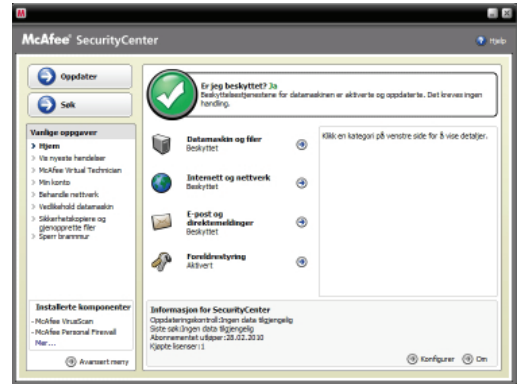 McAfee SecurityCenter
Hjelp
Oppdater
Søk
Vanlige oppgaver
Hjem
Vis nyeste hendelser
McAfee Virtual Technician
Min konto
Behandle nettverk
Vedlikehold datamaskin
Sikkerhetskopiere og
gjenopprette filer
Sperr brannmur
Installerte komponenter
-McAfee VirusScan
-McAfee Personal Firewall
Mer...
Avansert meny
Er jeg beskyttet? Ja
Beskyttelsestjenestene for datamaskinen er aktiverte og oppdaterte. Det kreves ingen
handling.
Datamaskin og filer
Beskyttet
Internett og nettverk
Beskyttet
E-post og
direktemeldinger
Beskyttet
Foreldrestyring
Aktivert
Klikk en kategori på venstre side for å vise detaljer.
Informasjon for SecurityCenter
Oppdateringskontroll:Ingen data tilgjengelig
Siste søk:Ingen data tilgjengelig
Abonnementet utløper:28.02.2010
Kjøpte lisenser:1
Konfigurer
Om